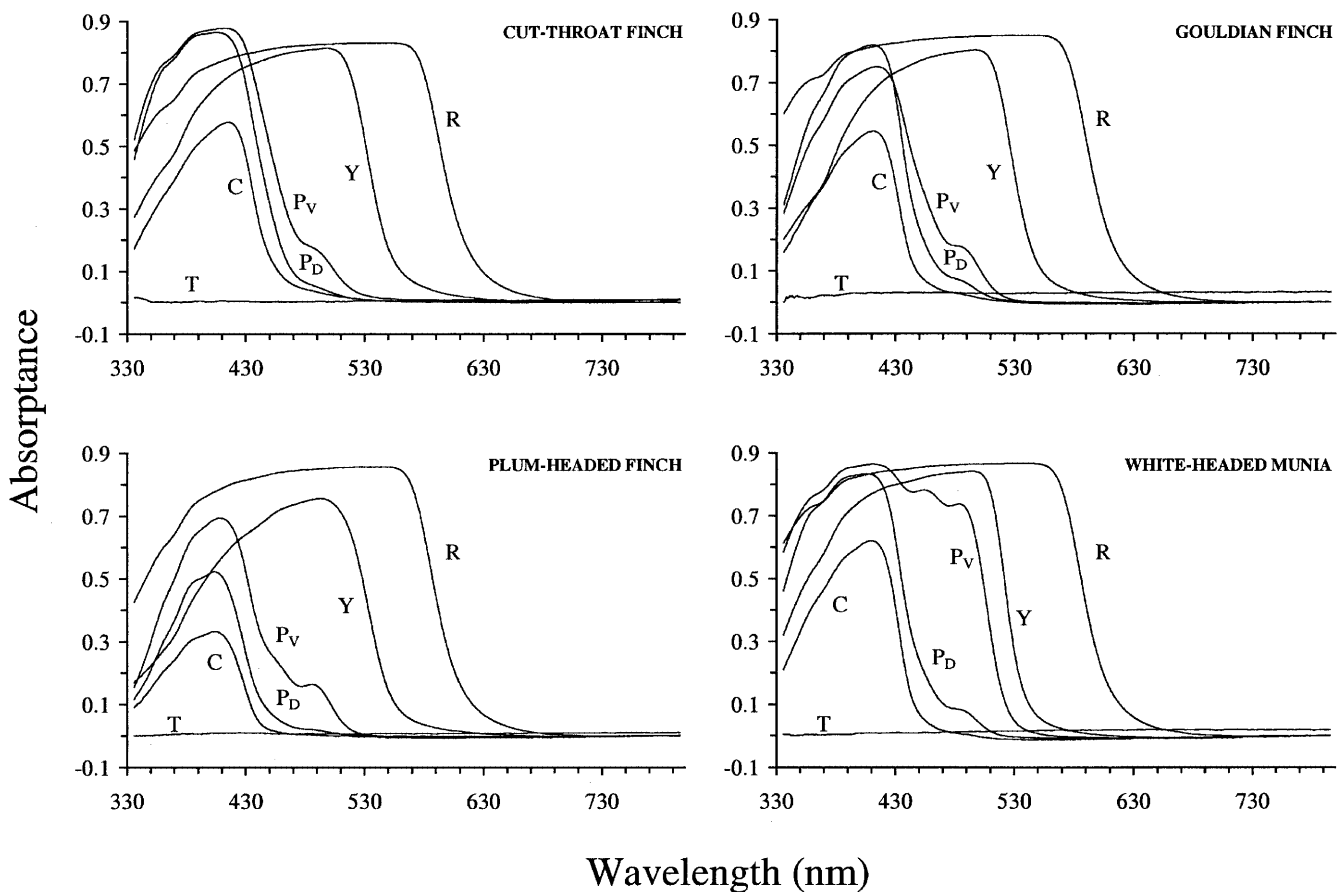 Absorptance
CUT-THROAT FINCH
0.9
0.7
0.5
0.3
0.1
-0.1
330 430 530 630 730
T
C
PV
PD
Y
R
GOULDIAN FINCH
0.9
0.7
0.5
0.3
0.1
-0.1
330 430 530 630 730
T
C
PV
PD
Y
R
PLUM-HEADED FINCH
0.9
0.7
0.5
0.3
0.1
-0.1
330 430 530 630 730
T
C
PV
PD
Y
R
WHITE-HEADED MUNIA
0.9
0.7
0.5
0.3
0.1
-0.1
330 430 530 630 730
T
C
PD
PV
Y
R
Wavelength (nm)